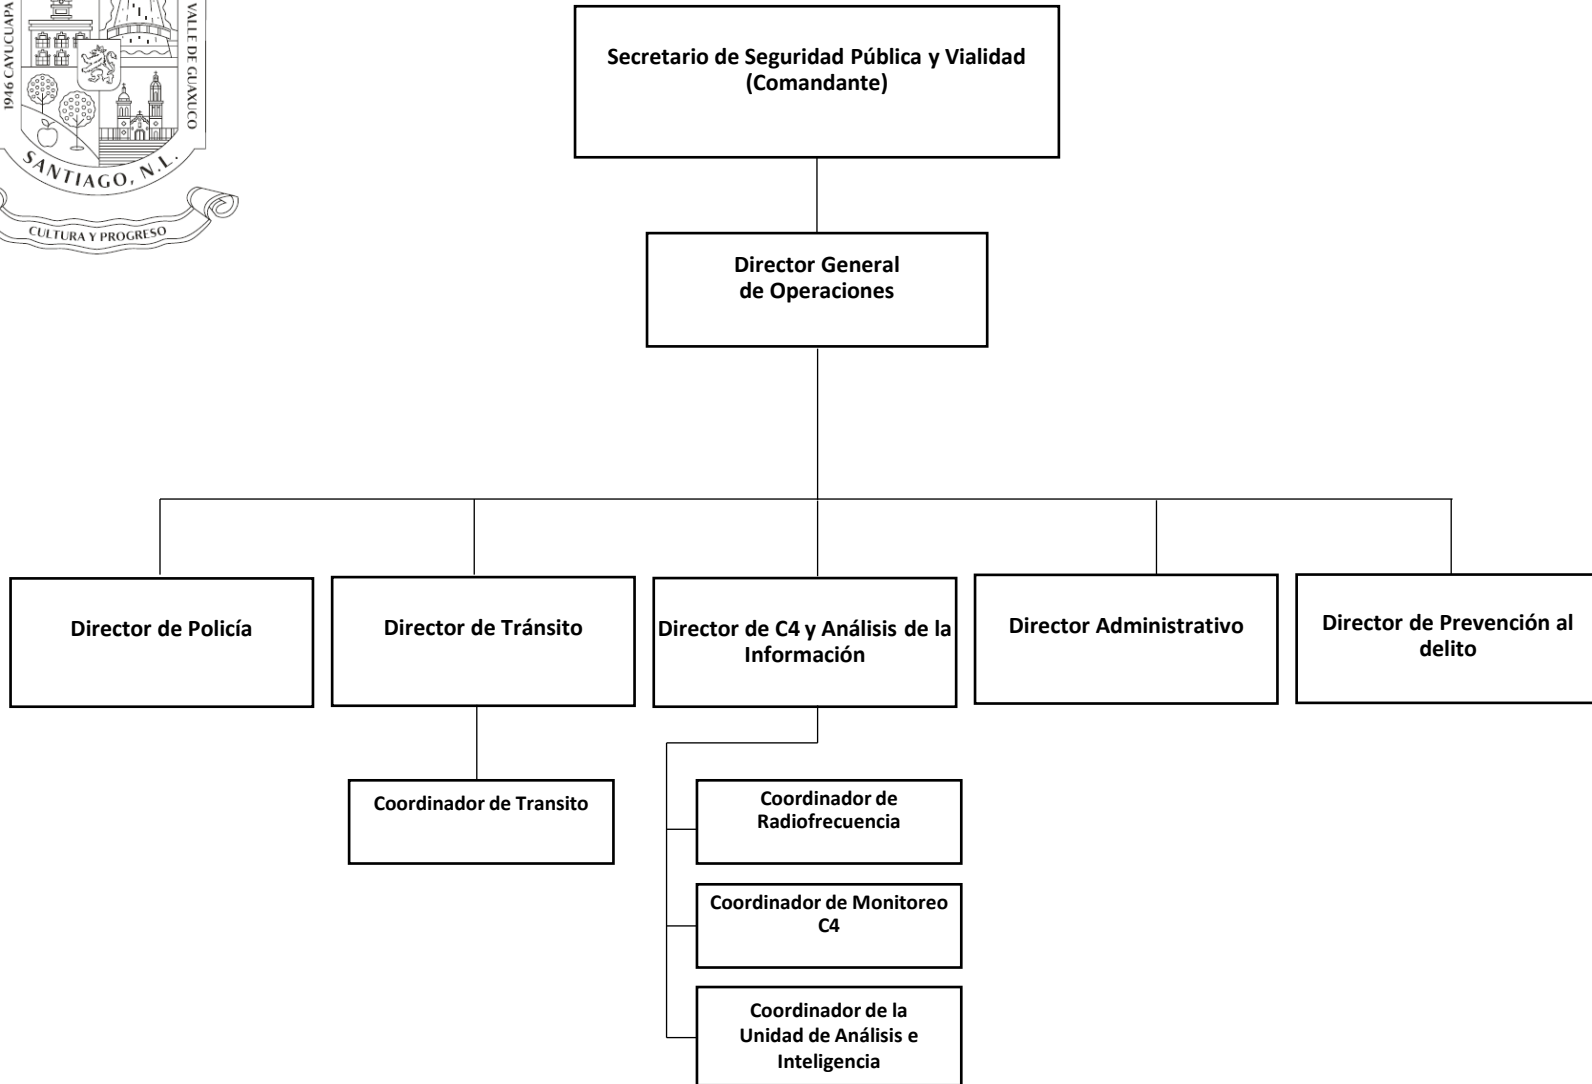 1946 CAYUCUAPA
VALLE DE GUAXUCO
SANTIAGO, N.L.
CULTURA Y PROGRESO
Secretario de Seguridad Pública y Vialidad
(Comandante)
Director General
de Operaciones
Director de Policía
Director de Tránsito
Director de C4 y Análisis de la
Información
Director Administrativo
Director de Prevención al
delito
Coordinador de Transito
Coordinador de
Radiofrecuencia
Coordinador de Monitoreo
C4
Coordinador de la
Unidad de Análisis e
Inteligencia